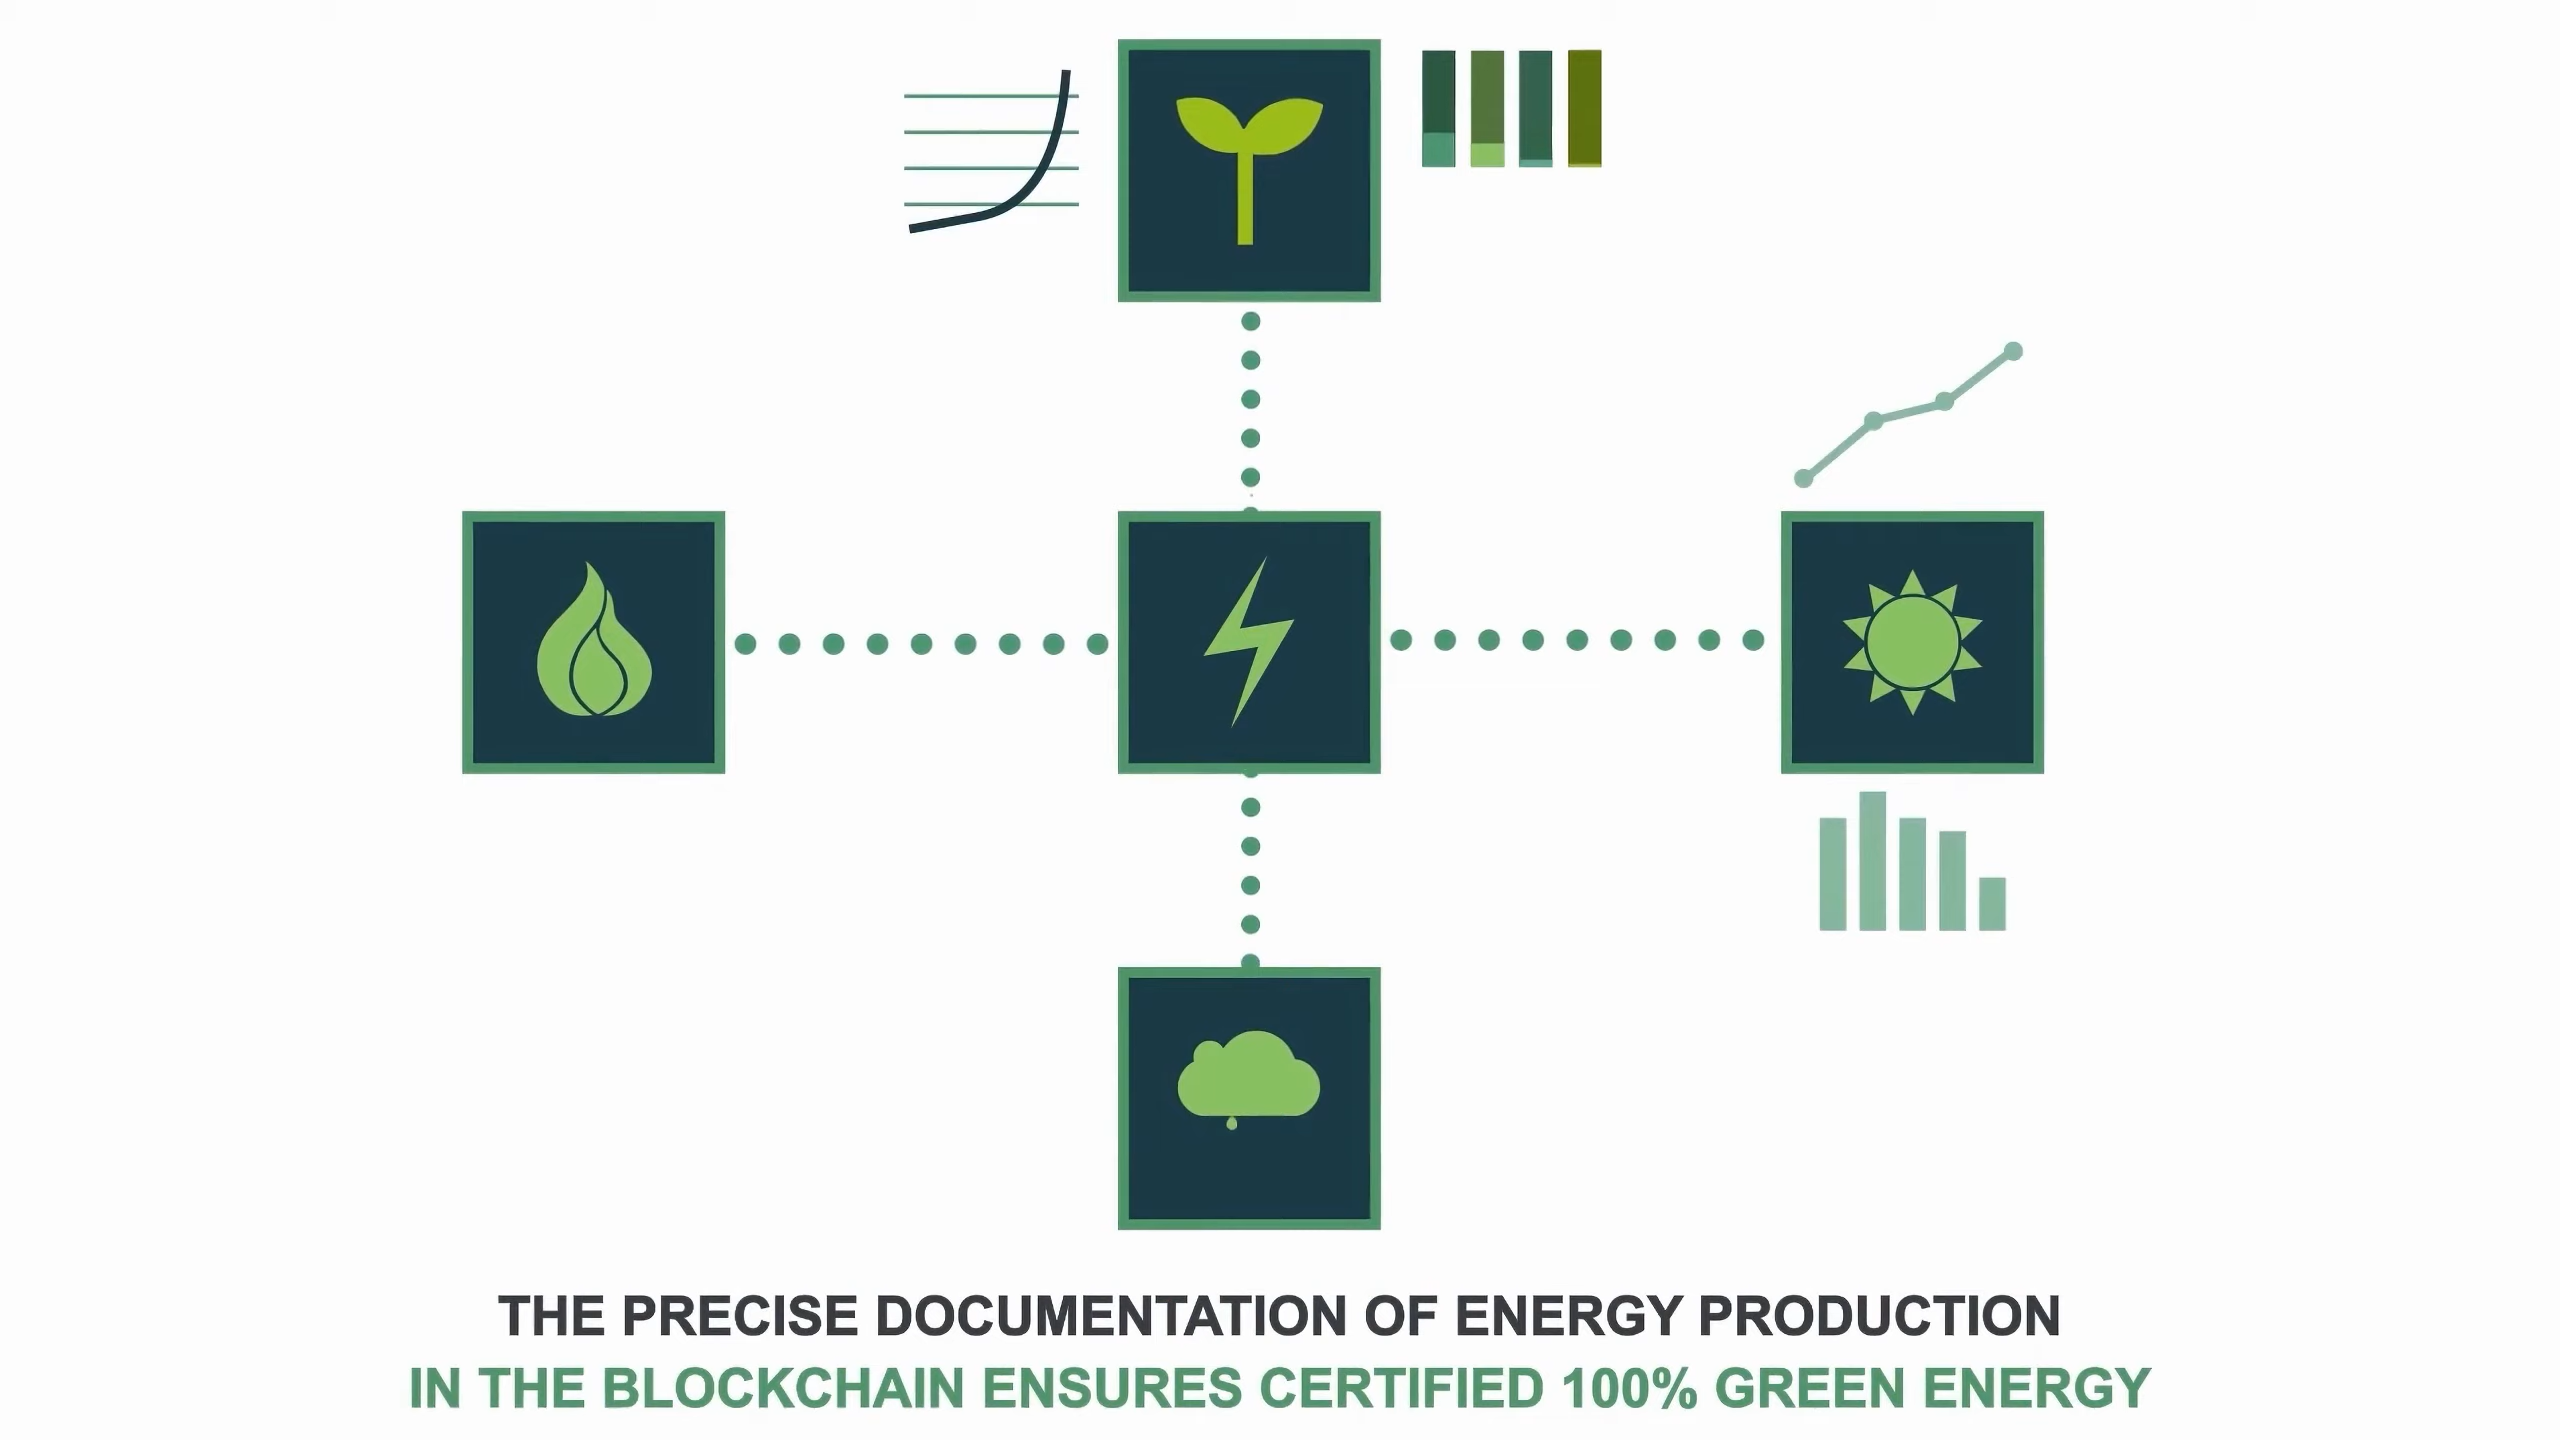 THE PRECISE DOCUMENTATION OF ENERGY PRODUCTION
IN THE BLOCKCHAIN ENSURES CERTIFIED 100% GREEN ENERGY